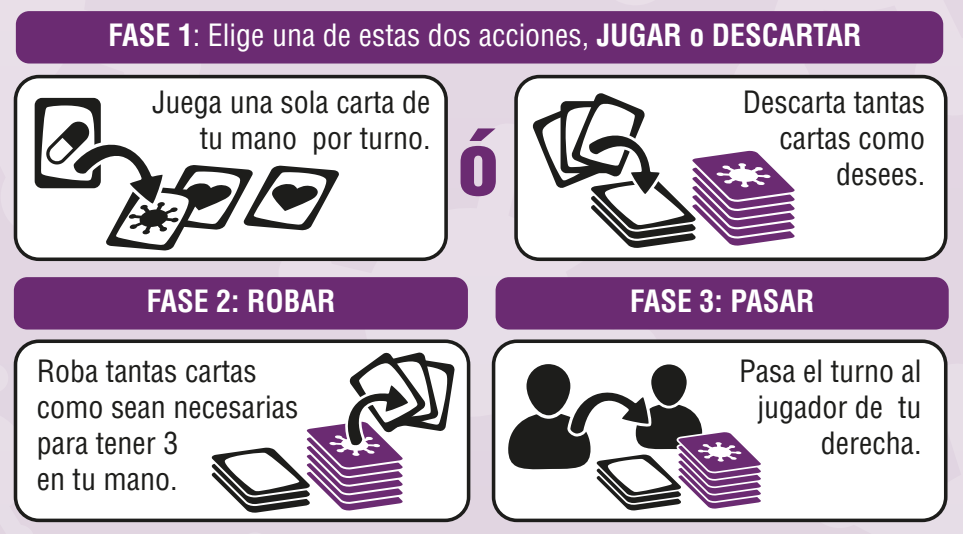 FASE 1: Elige una de estas dos acciones, JUGAR o DESCARTAR
Juega una sola carta de
tu mano por turno.
Ó
Descarta tantas
cartas como
desees.
FASE 2: ROBAR
Roba tantas cartas
como sean necesarias
para tener 3
en tu mano.
FASE 3: PASAR
Pasa el turno al
jugador de tu
derecha.